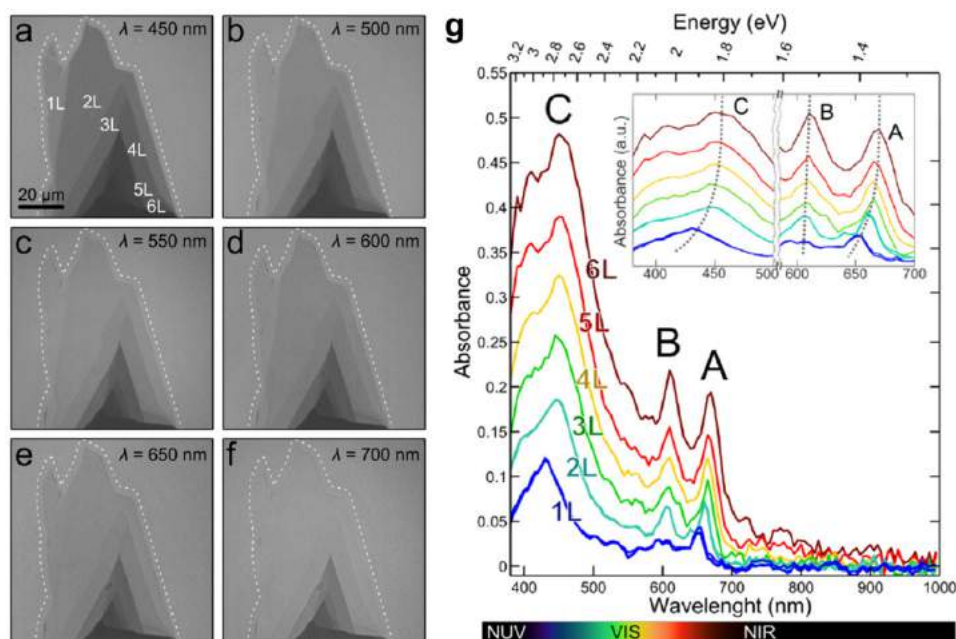 a
λ = 450 nm
1L
2L
3L
4L
5L
6L
20 µm
b
λ = 500 nm
c
λ = 550 nm
d
λ = 600 nm
e
λ = 650 nm
f
λ = 700 nm
g
Energy (eV)
3.2 3 2.8 2.6 2.4 2.2 2 1.8 1.6 1.4
0.55
0.5
0.45
0.4
0.35
0.3
0.25
0.2
0.15
0.1
0.05
0
Absorbance
C
B
A
6L
5L
4L
3L
2L
1L
Absorbance (a.u.)
C
B
A
400 450 500 600 650 700
400 500 600 700 800 900 1000
Wavelenght (nm)
NUV VIS NIR